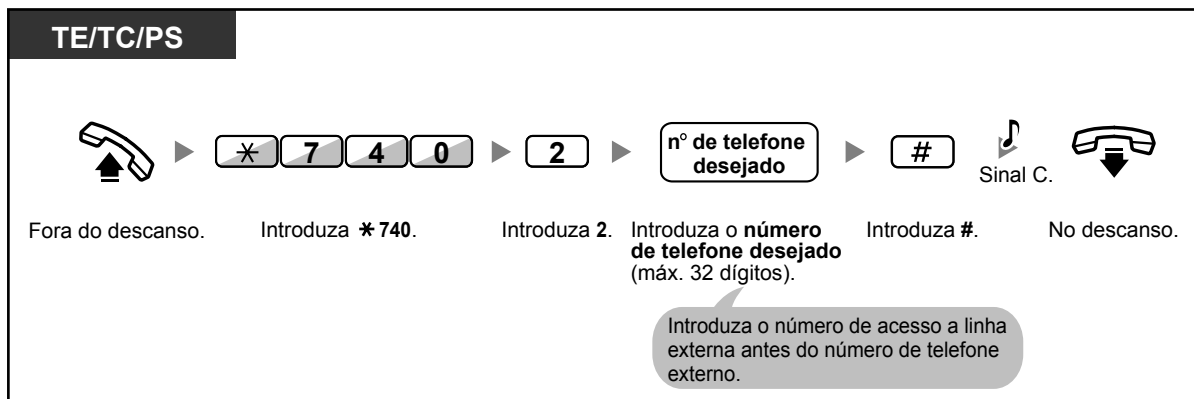 TE/TC/PS
* 7 4 0 2 nº de telefone desejado #
Sinal C.
Fora do descanso.
Introduza *740.
Introduza 2.
Introduza o número
de telefone desejado
(máx. 32 dígitos).
Introduza #.
No descanso.
Introduza o número de acesso a linha
externa antes do número de telefone
externo.